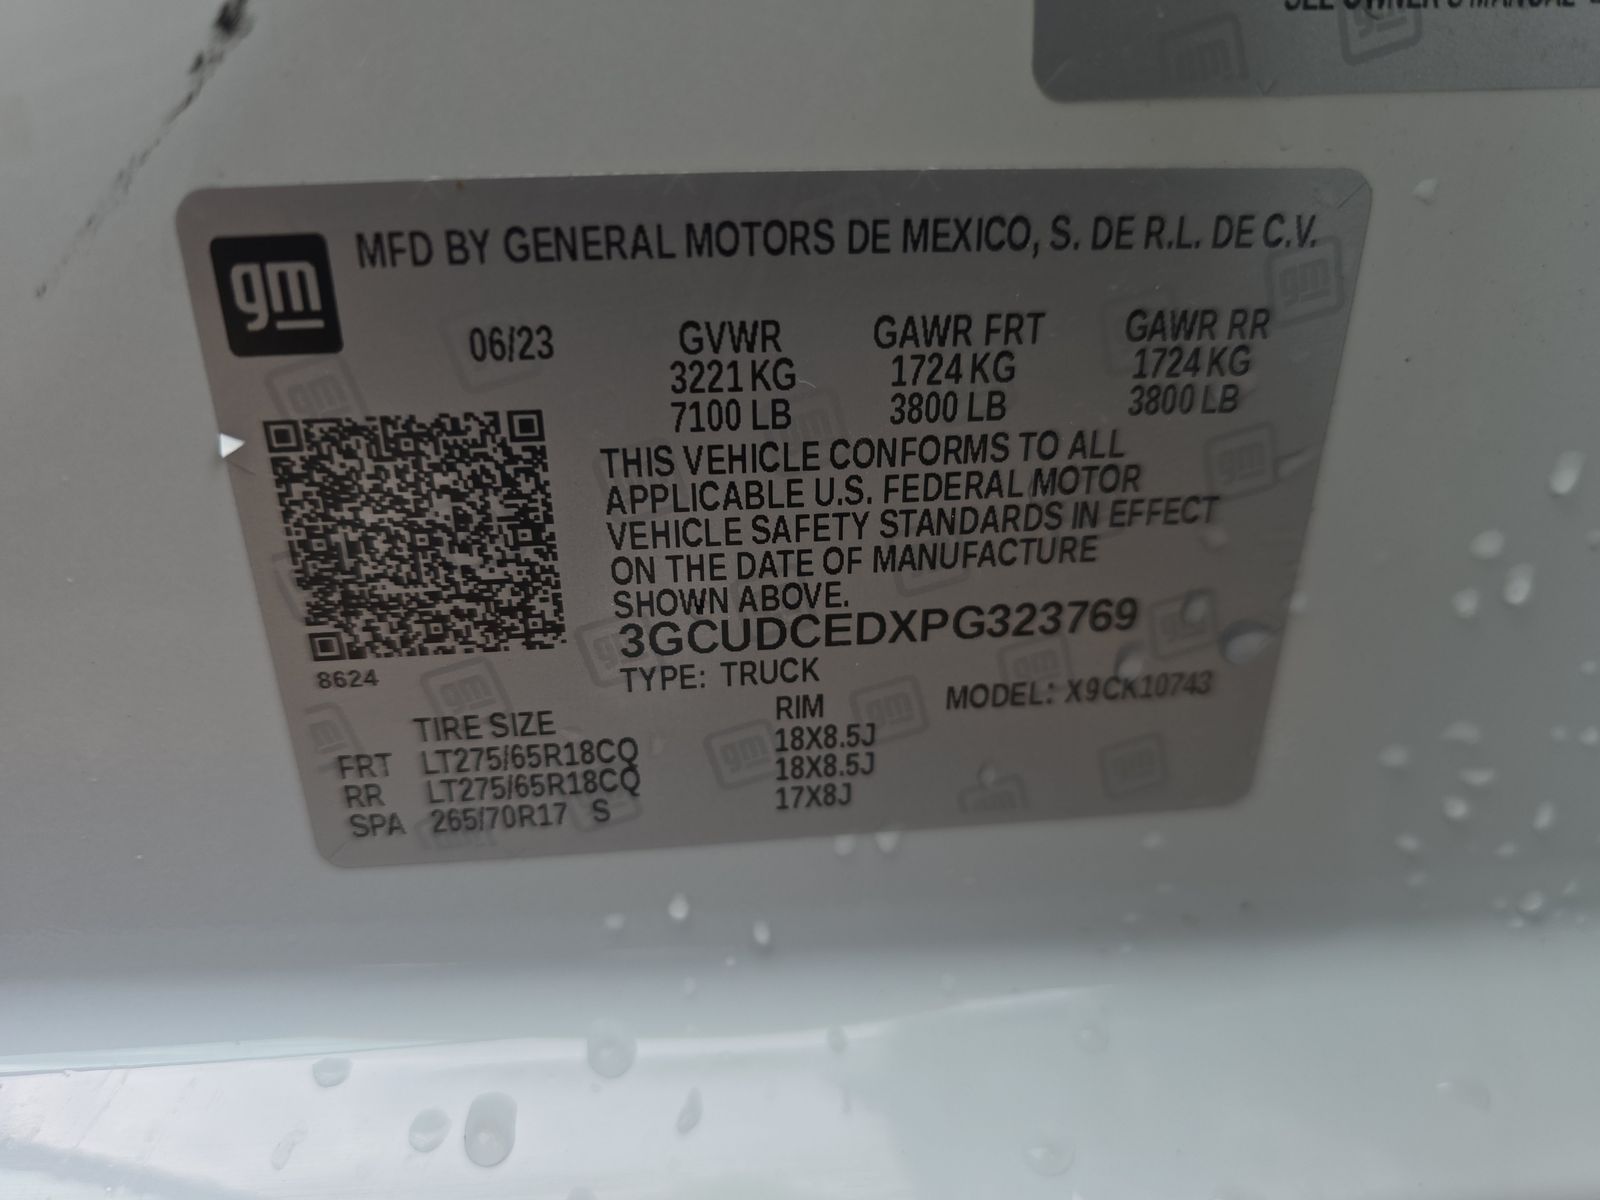 SEE OWNER'S MANUAL
gm
MFD BY GENERAL MOTORS DE MEXICO, S. DE R.L. DE C.V.
06/23 GVWR GAWR FRT GAWR RR
3221 KG 1724 KG 1724 KG
7100 LB 3800 LB 3800 LB
THIS VEHICLE CONFORMS TO ALL
APPLICABLE U.S. FEDERAL MOTOR
VEHICLE SAFETY STANDARDS IN EFFECT
ON THE DATE OF MANUFACTURE
SHOWN ABOVE.
3GCUDCEDXPG323769
8624 TYPE: TRUCK MODEL: X9CK10743
TIRE SIZE RIM
FRT LT275/65R18CQ 18X8.5J
RR LT275/65R18CQ 18X8.5J
SPA 265/70R17 S 17X8J